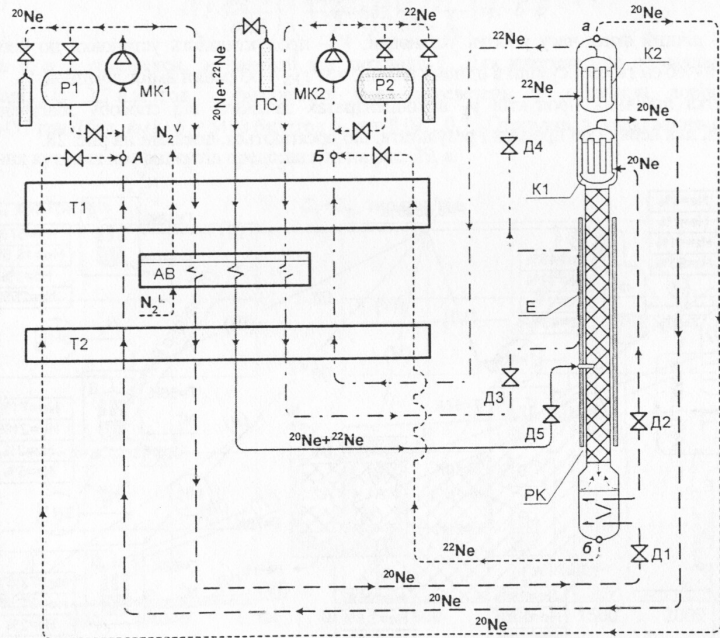 ²⁰Ne
²²Ne
а
²⁰Ne
Р1
МК1
ПС
²⁰Ne+²²Ne
МК2
Р2
К2
²²Ne
²²Ne
²⁰Ne
N₂ⱽ
А
Б
Д4
²⁰Ne
Т1
К1
АВ
N₂ᴸ·
Е
Т2
Д3
Д5
Д2
²⁰Ne+²²Ne
РК
²²Ne
б
Д1
²⁰Ne
²⁰Ne
²⁰Ne